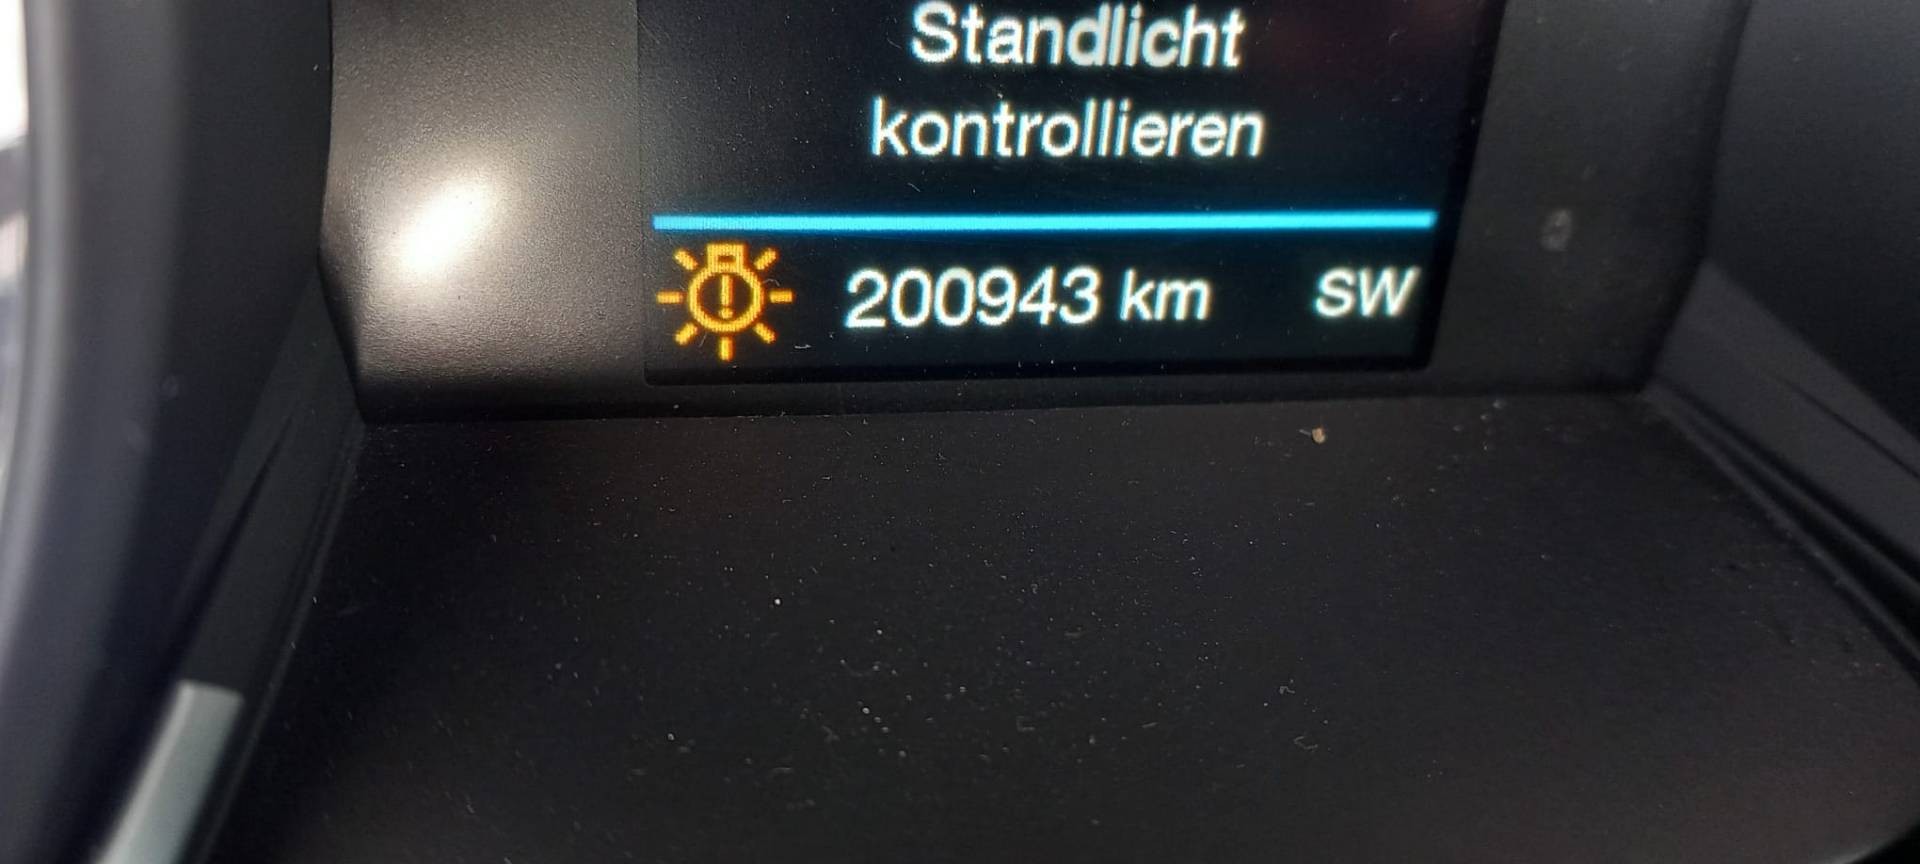 Standlicht
kontrollieren
200943 km SW